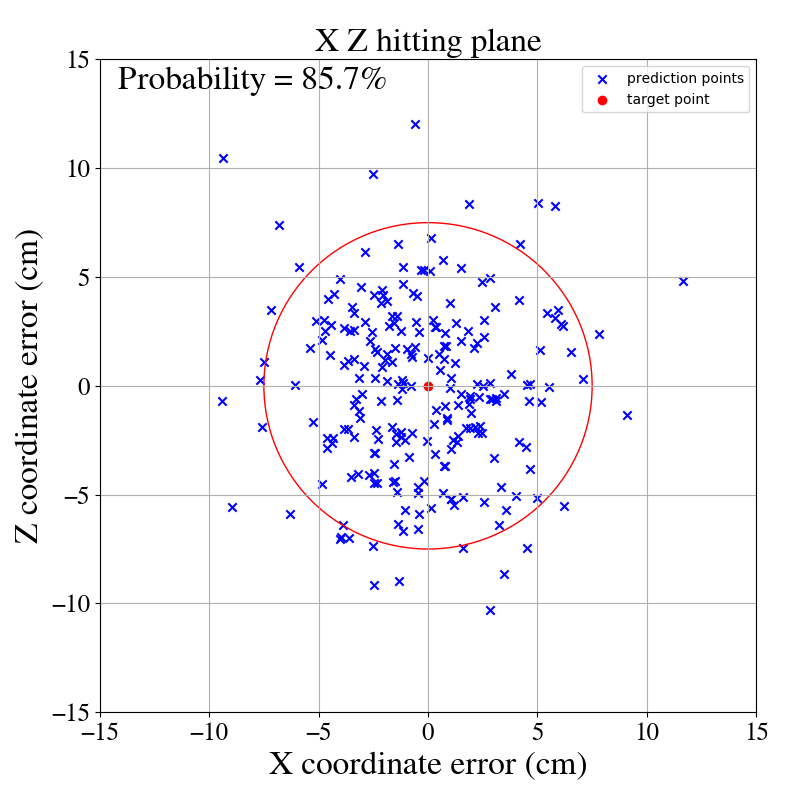 X Z hitting plane
Probability = 85.7%
prediction points
target point
Z coordinate error (cm)
15
10
5
0
−5
−10
−15
−15 −10 −5 0 5 10 15
X coordinate error (cm)